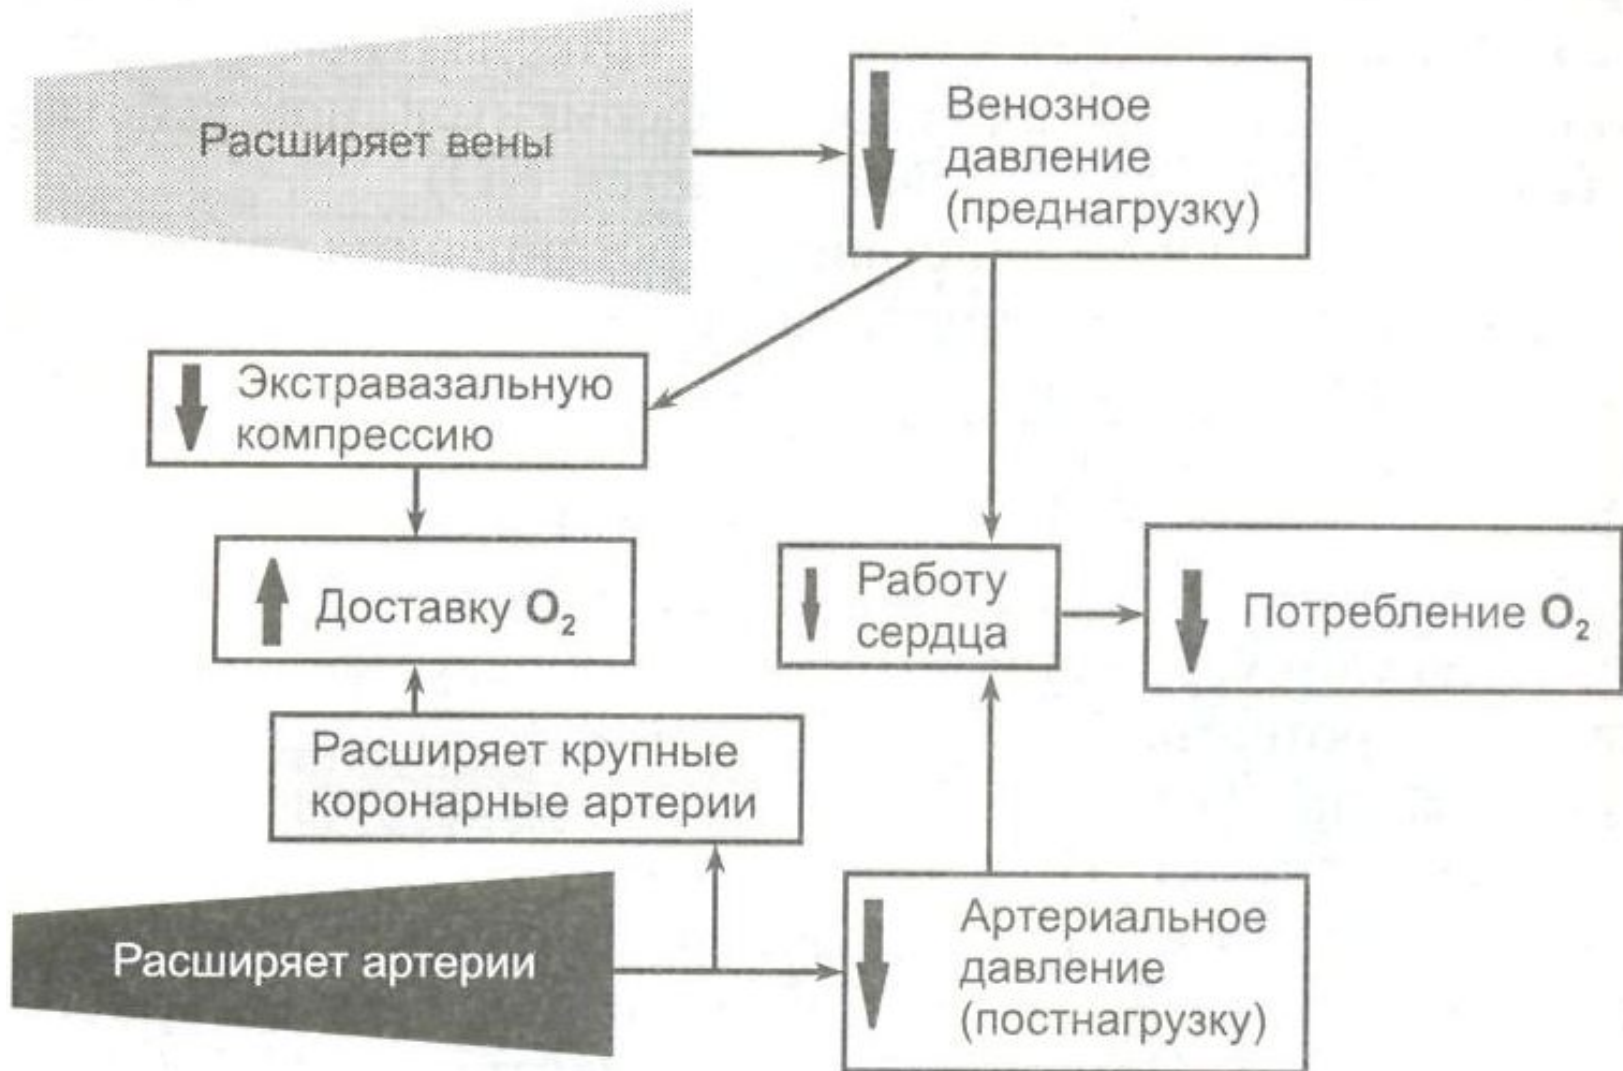 Расширяет вены
Венозное
давление
(преднагрузку)
Экстравазальную
компрессию
Доставку O₂
Работу
сердца
Потребление O₂
Расширяет крупные
коронарные артерии
Расширяет артерии
Артериальное
давление
(постнагрузку)